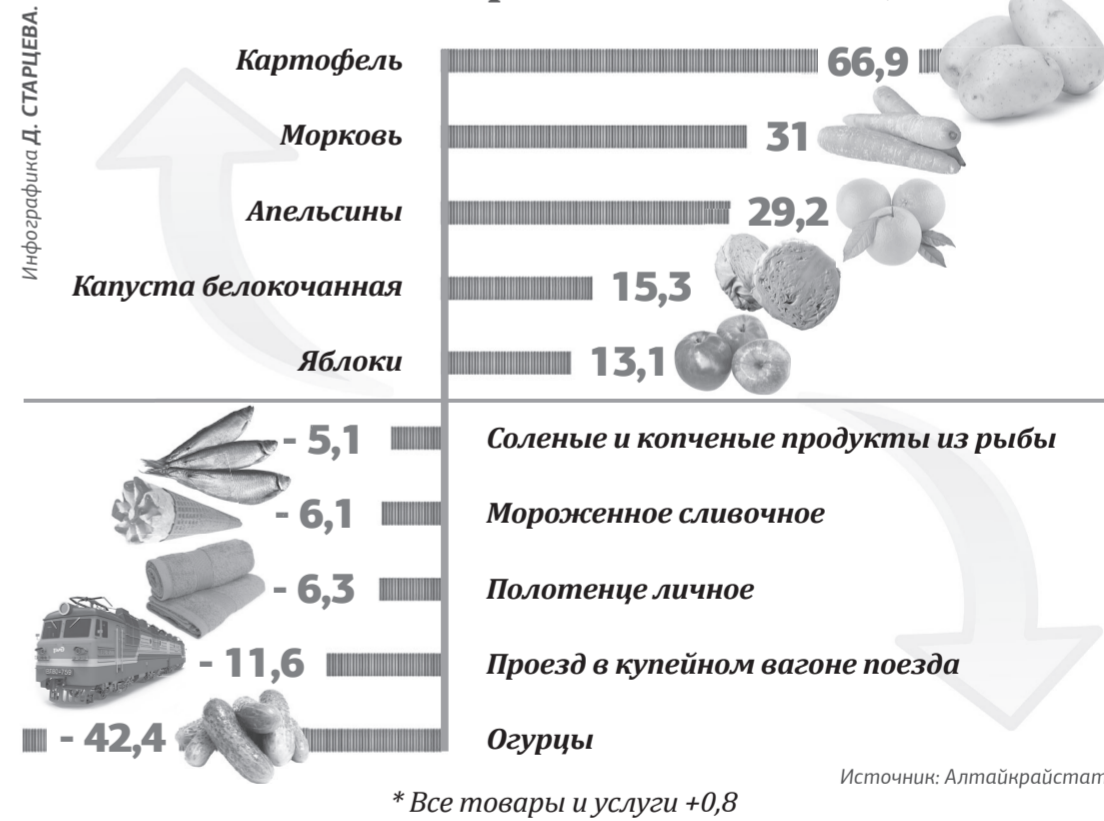 Инфографика Д. СТАРЦЕВА.
Картофель 66,9
Морковь 31
Апельсины 29,2
Капуста белокочанная 15,3
Яблоки 13,1
- 5,1 Соленые и копченые продукты из рыбы
- 6,1 Мороженное сливочное
- 6,3 Полотенце личное
- 11,6 Проезд в купейном вагоне поезда
- 42,4 Огурцы
Источник: Алтайкрайстат
* Все товары и услуги +0,8